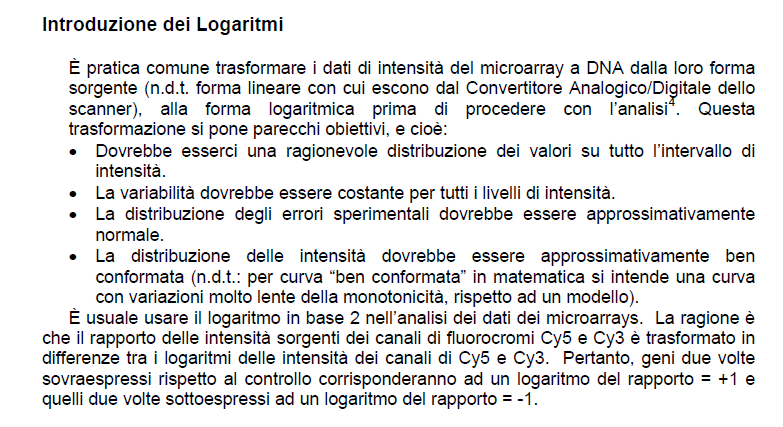 Introduzione dei Logaritmi
È pratica comune trasformare i dati di intensità del microarray a DNA dalla loro forma
sorgente (n.d.t. forma lineare con cui escono dal Convertitore Analogico/Digitale dello
scanner), alla forma logaritmica prima di procedere con l'analisi⁴. Questa
trasformazione si pone parecchi obiettivi, e cioè:
• Dovrebbe esserci una ragionevole distribuzione dei valori su tutto l'intervallo di
intensità.
• La variabilità dovrebbe essere costante per tutti i livelli di intensità.
• La distribuzione degli errori sperimentali dovrebbe essere approssimativamente
normale.
• La distribuzione delle intensità dovrebbe essere approssimativamente ben
conformata (n.d.t.: per curva “ben conformata” in matematica si intende una curva
con variazioni molto lente della monotonicità, rispetto ad un modello).
È usuale usare il logaritmo in base 2 nell'analisi dei dati dei microarrays. La ragione è
che il rapporto delle intensità sorgenti dei canali di fluorocromi Cy5 e Cy3 è trasformato in
differenze tra i logaritmi delle intensità dei canali di Cy5 e Cy3. Pertanto, geni due volte
sovraespressi rispetto al controllo corrisponderanno ad un logaritmo del rapporto = +1 e
quelli due volte sottoespressi ad un logaritmo del rapporto = -1.